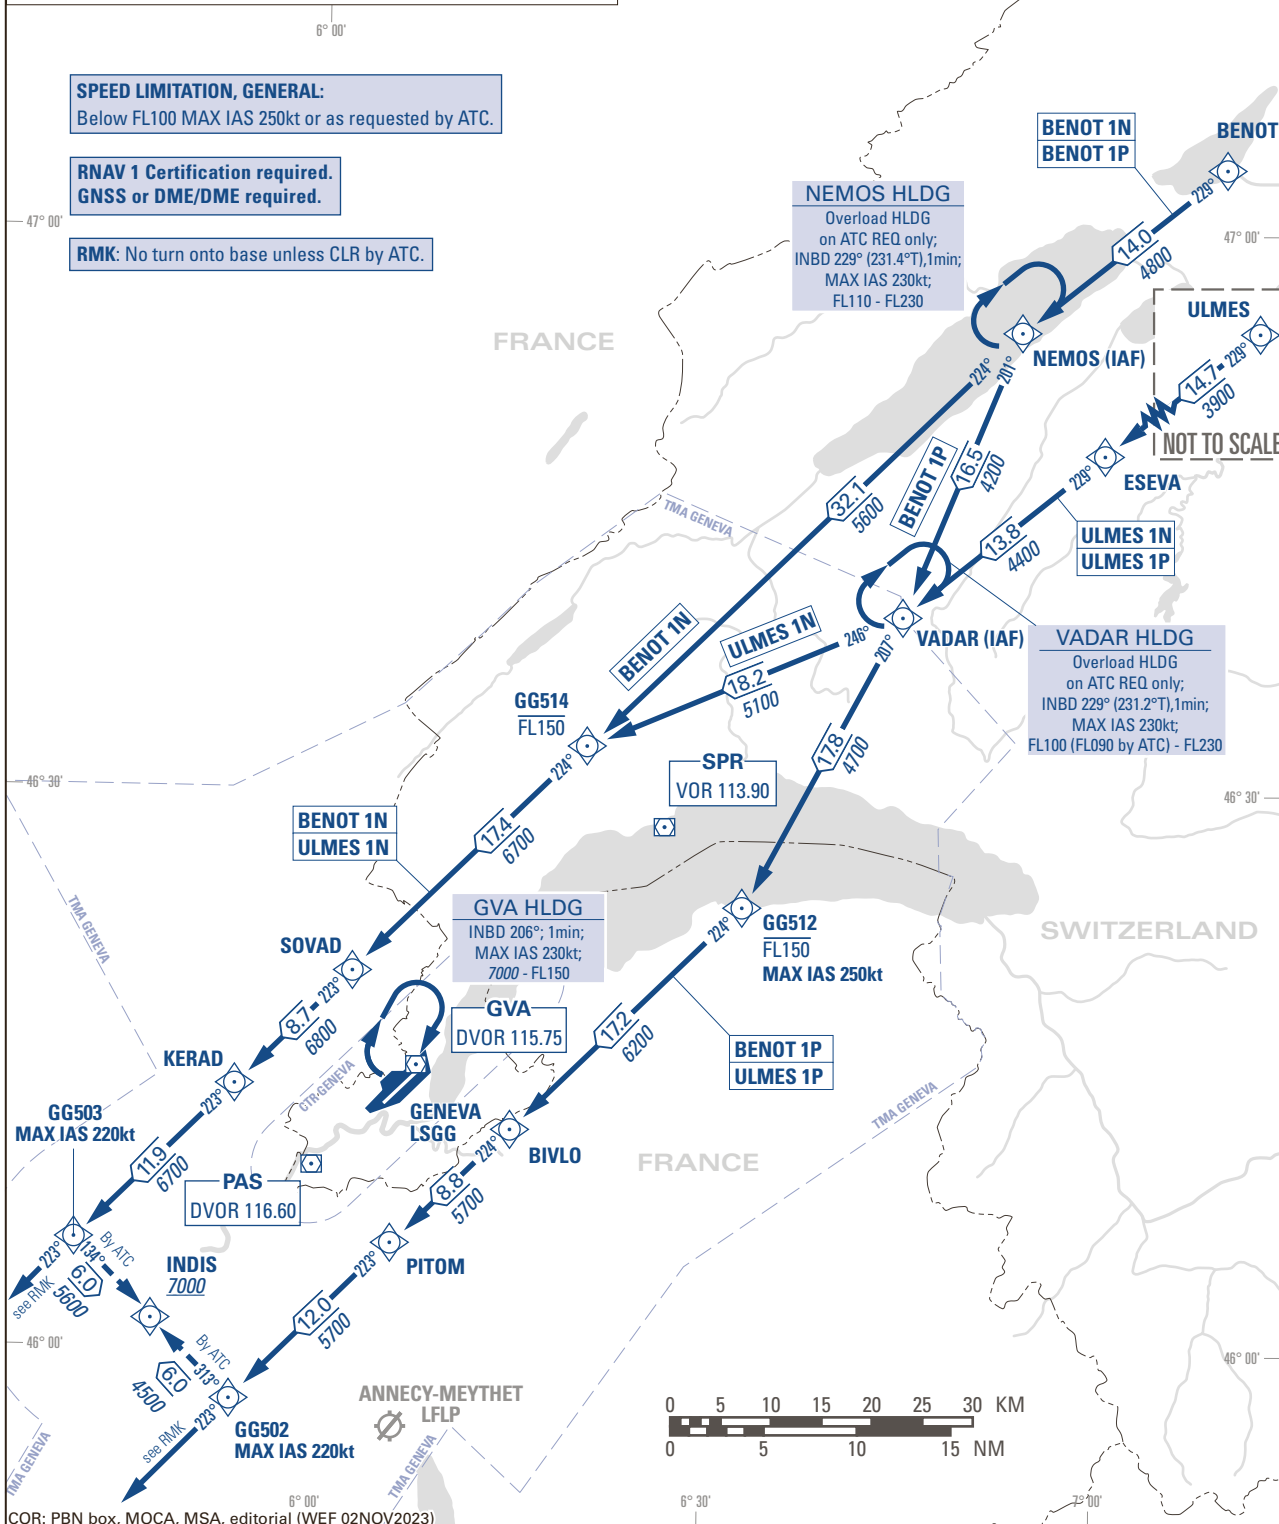 6° 00'
SPEED LIMITATION, GENERAL:
Below FL100 MAX IAS 250kt or as requested by ATC.
RNAV 1 Certification required.
GNSS or DME/DME required.
RMK: No turn onto base unless CLR by ATC.
47° 00'
BENOT 1N
BENOT 1P
BENOT
229°
14.0
4800
47° 00'
NEMOS HLDG
Overload HLDG
on ATC REQ only;
INBD 229° (231.4°T),1min;
MAX IAS 230kt;
FL110 - FL230
FRANCE
NEMOS (IAF)
224°
201°
ULMES
229°
14.7
3900
NOT TO SCALE
ESEVA
229°
BENOT 1P
16.5
4200
32.1
5600
TMA GENEVA
13.8
4400
ULMES 1N
ULMES 1P
VADAR (IAF)
246°
207°
VADAR HLDG
Overload HLDG
on ATC REQ only;
INBD 229° (231.2°T),1min;
MAX IAS 230kt;
FL100 (FL090 by ATC) - FL230
BENOT 1N
ULMES 1N
18.2
5100
GG514
FL150
224°
17.8
4700
SPR
VOR 113.90
46° 30'
46° 30'
BENOT 1N
ULMES 1N
17.4
6700
TMA GENEVA
GVA HLDG
INBD 206°; 1min;
MAX IAS 230kt;
7000 - FL150
224°
GG512
FL150
MAX IAS 250kt
SWITZERLAND
SOVAD
223°
8.7
6800
GVA
DVOR 115.75
17.2
6200
BENOT 1P
ULMES 1P
KERAD
223°
CTR-GENEVA
GENEVA
LSGG
TMA GENEVA
GG503
MAX IAS 220kt
11.9
6700
224°
BIVLO
FRANCE
PAS
DVOR 116.60
8.8
5700
By ATC
134°
223°
6.0
5600
see RMK
INDIS
7000
PITOM
223°
12.0
5700
46° 00'
46° 00'
By ATC
313°
6.0
4500
223°
see RMK
GG502
MAX IAS 220kt
ANNECY-MEYTHET
LFLP
0 5 10 15 20 25 30 KM
0 5 10 15 NM
TMA GENEVA
TMA GENEVA
6° 00'
6° 30'
7° 00'
COR: PBN box, MOCA, MSA, editorial (WEF 02NOV2023)